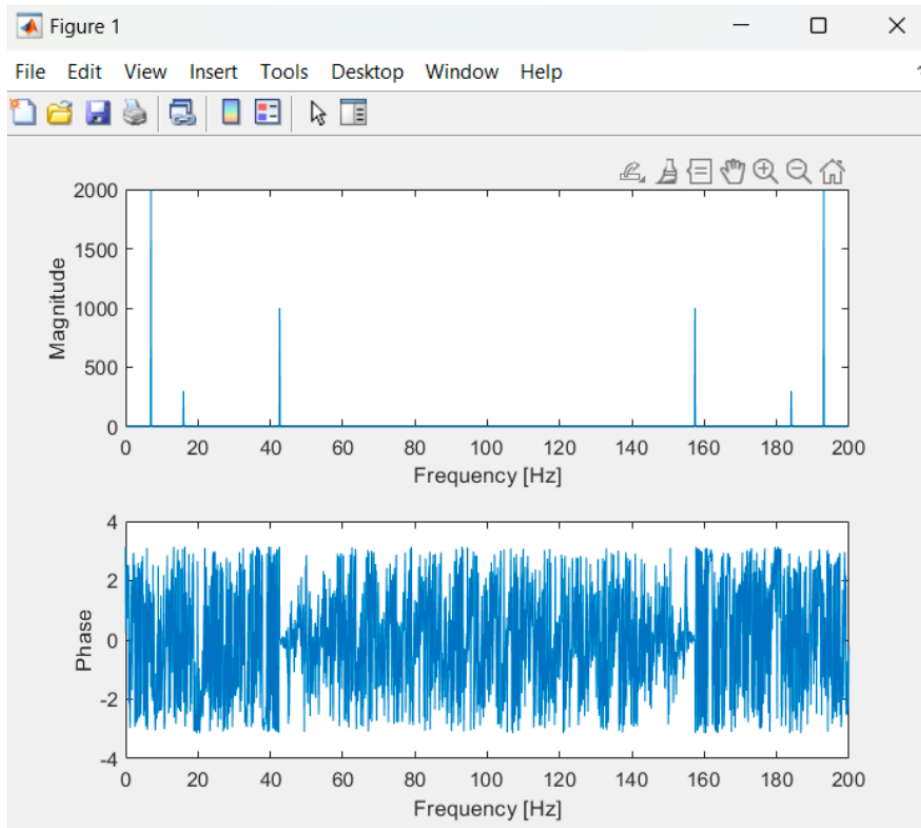 Figure 1
File Edit View Insert Tools Desktop Window Help
2000
1500
1000
500
0
Magnitude
0 20 40 60 80 100 120 140 160 180 200
Frequency [Hz]
4
2
0
-2
-4
Phase
0 20 40 60 80 100 120 140 160 180 200
Frequency [Hz]